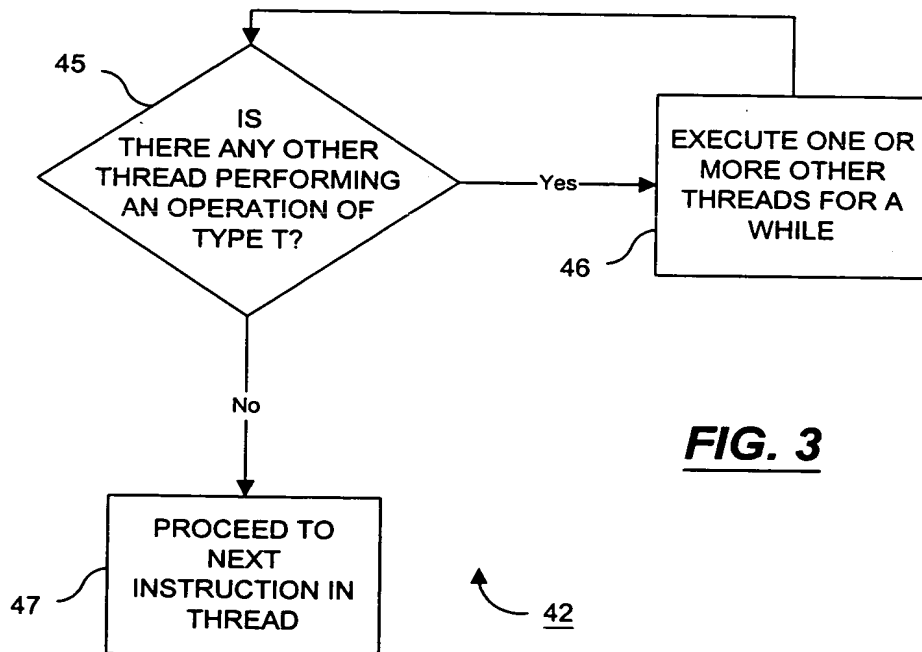 45
IS
THERE ANY OTHER
THREAD PERFORMING
AN OPERATION OF
TYPE T?
Yes
EXECUTE ONE OR
MORE OTHER
THREADS FOR A
WHILE
46
No
FIG. 3
PROCEED TO
NEXT
INSTRUCTION IN
THREAD
47
42